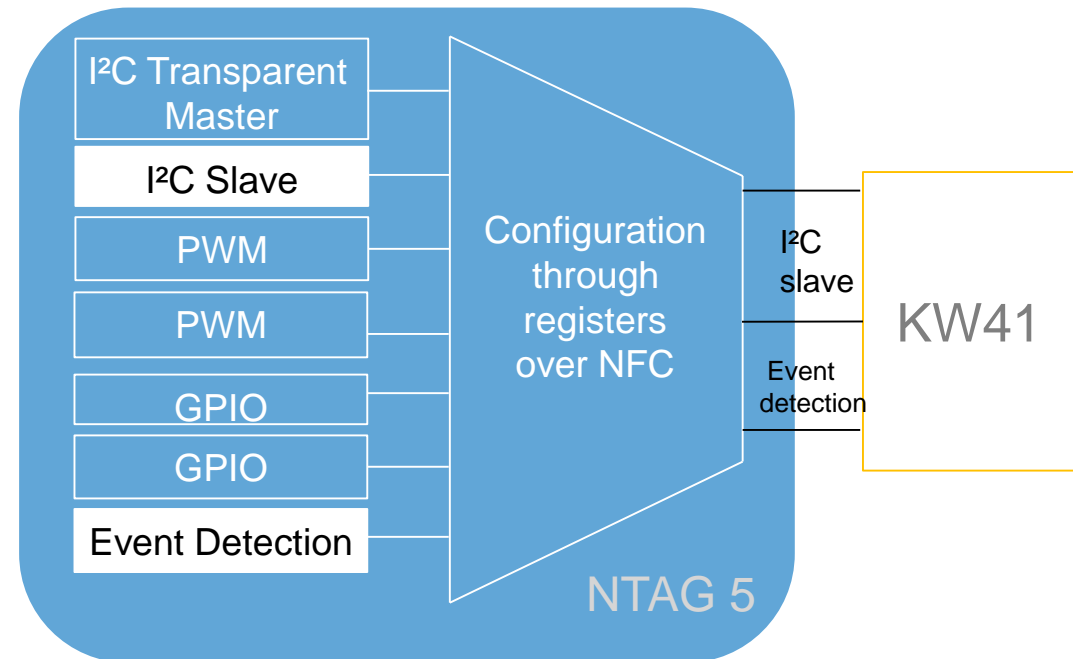 I²C Transparent
Master
I²C Slave
PWM
PWM
GPIO
GPIO
Event Detection
Configuration
through
registers
over NFC
I²C
slave
Event
detection
KW41
NTAG 5